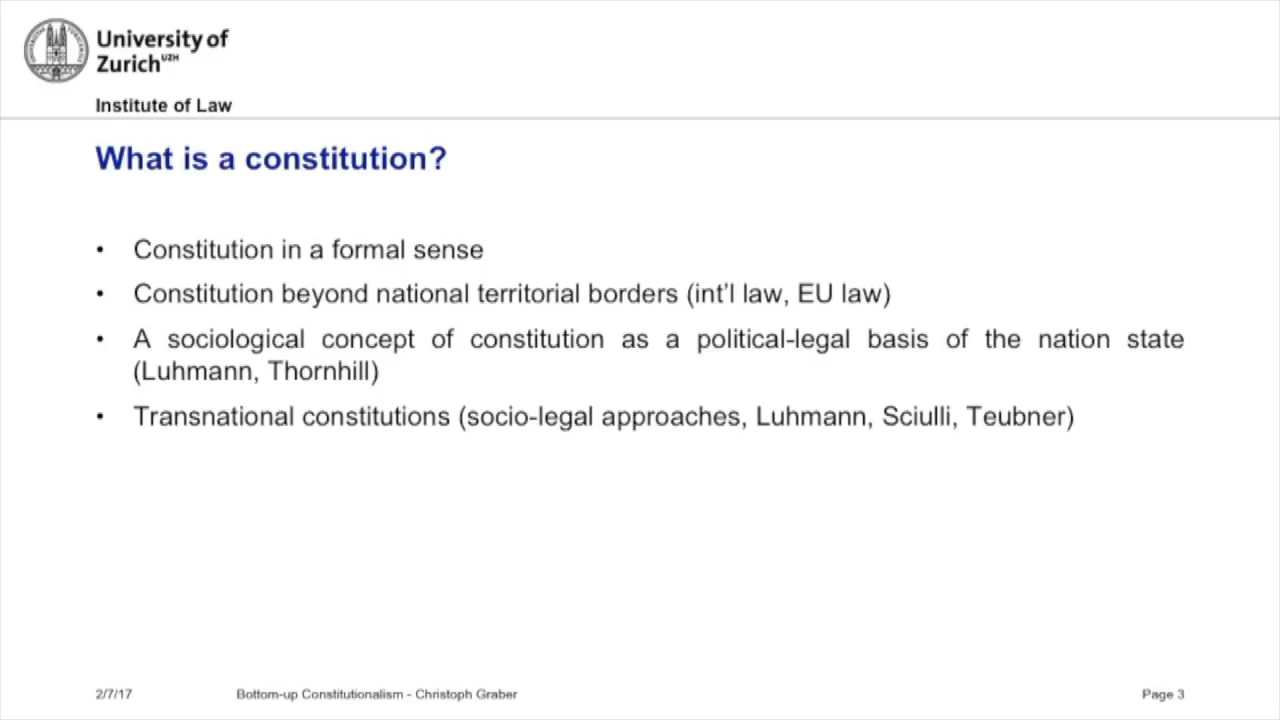 University of
Zurich UZH
Institute of Law
What is a constitution?
• Constitution in a formal sense
• Constitution beyond national territorial borders (int'l law, EU law)
• A sociological concept of constitution as a political-legal basis of the nation state
(Luhmann, Thornhill)
• Transnational constitutions (socio-legal approaches, Luhmann, Sciulli, Teubner)
2/7/17 Bottom-up Constitutionalism - Christoph Graber Page 3